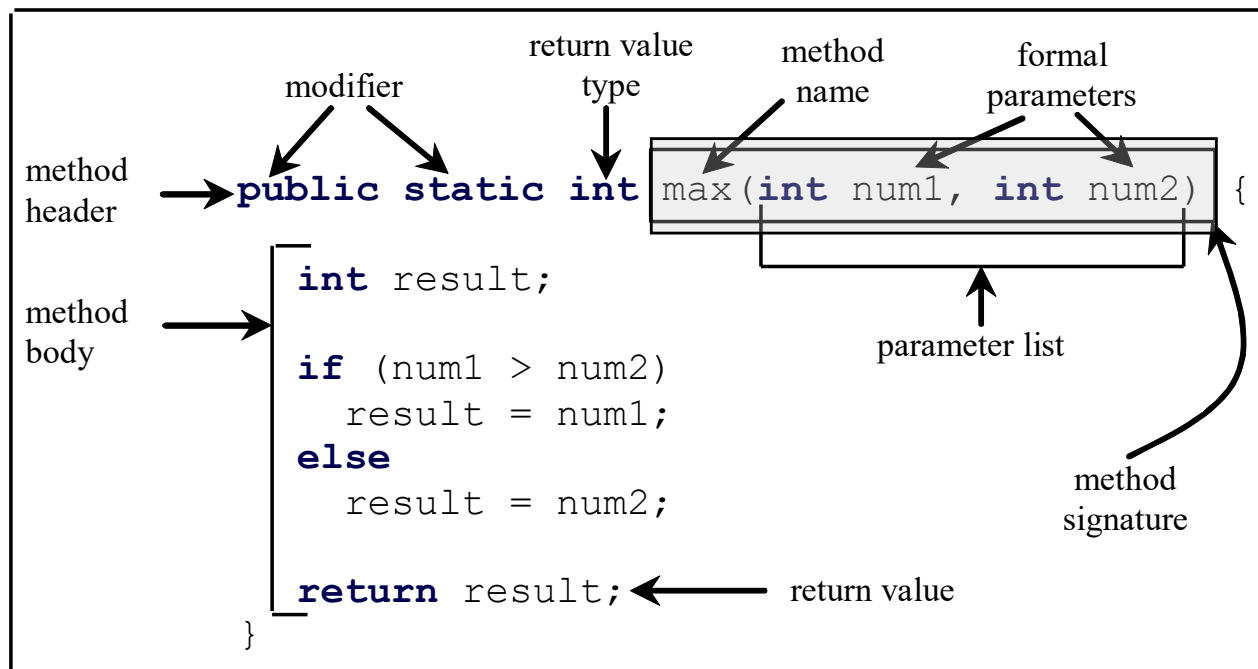 return value
type
method
name
formal
parameters
modifier
method
header
public static int max(int num1, int num2) {
int result;
method
body
parameter list
if (num1 > num2)
result = num1;
else
result = num2;
method
signature
return result;
return value
}